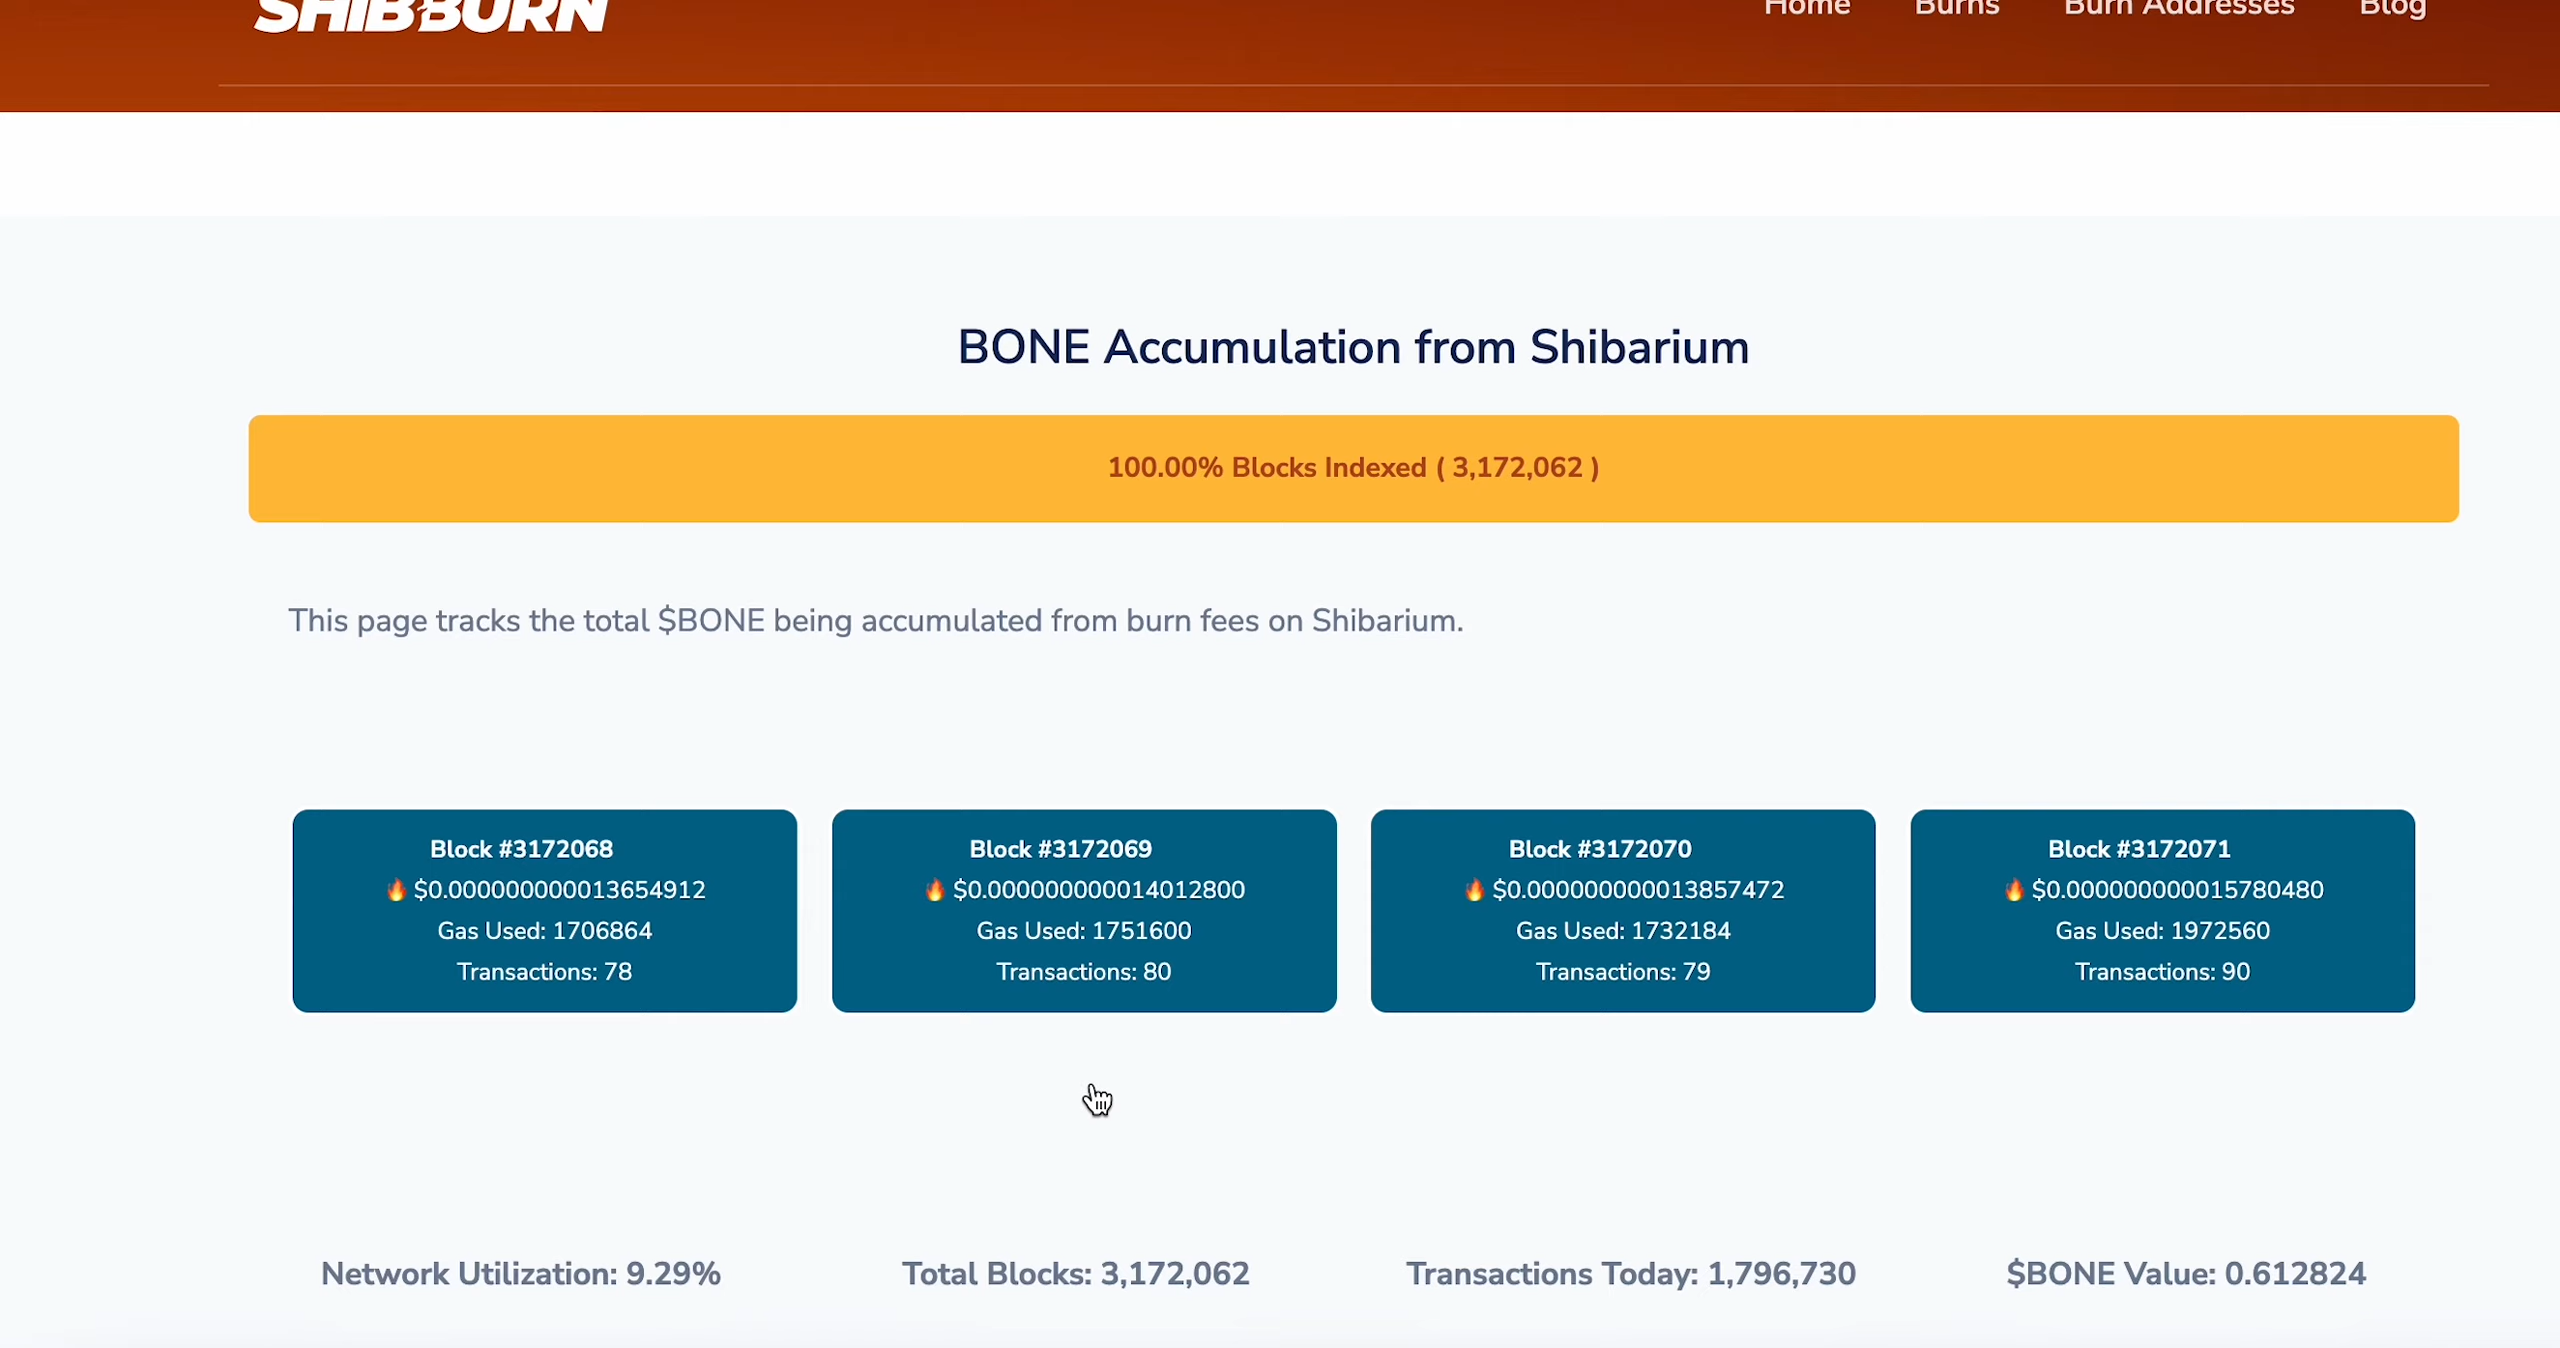 SHIBBURN
Home Burns Burn Addresses Blog
BONE Accumulation from Shibarium
100.00% Blocks Indexed ( 3,172,062 )
This page tracks the total $BONE being accumulated from burn fees on Shibarium.
Block #3172068
🔥 $0.000000000013654912
Gas Used: 1706864
Transactions: 78
Block #3172069
🔥 $0.000000000014012800
Gas Used: 1751600
Transactions: 80
Block #3172070
🔥 $0.000000000013857472
Gas Used: 1732184
Transactions: 79
Block #3172071
🔥 $0.000000000015780480
Gas Used: 1972560
Transactions: 90
Network Utilization: 9.29%
Total Blocks: 3,172,062
Transactions Today: 1,796,730
$BONE Value: 0.612824